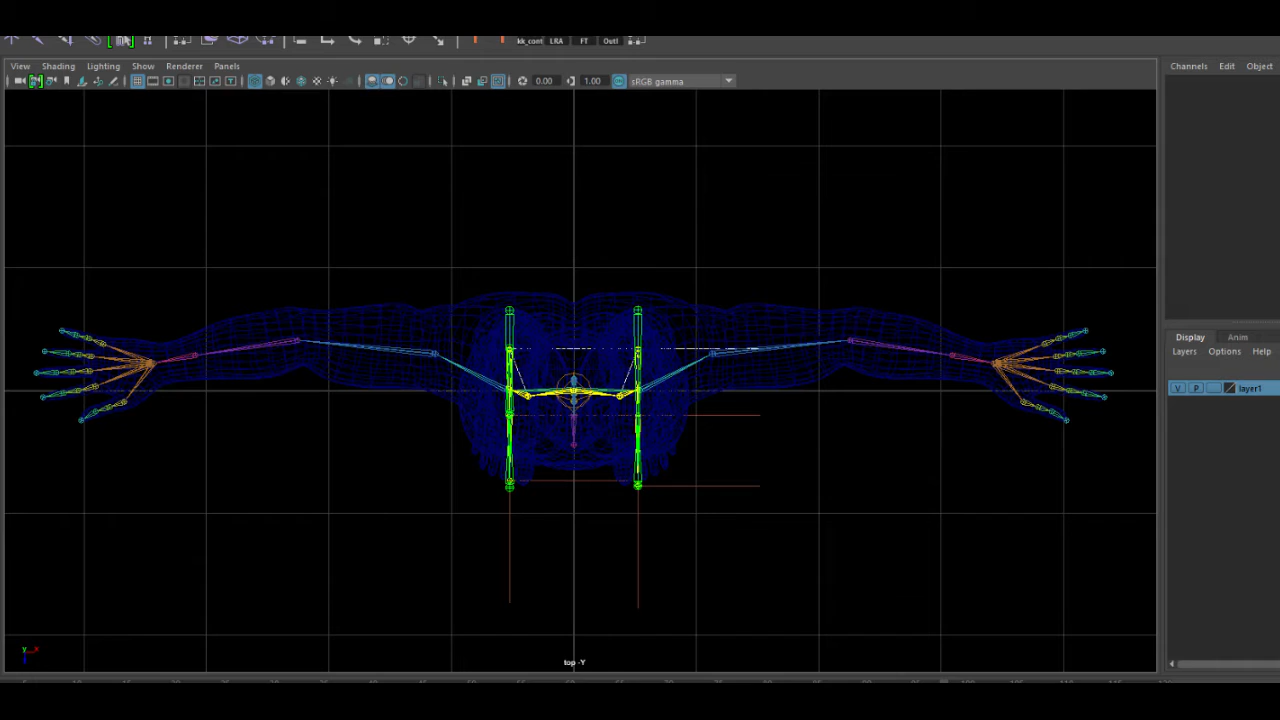 kk_cont LRA FT Outl
View Shading Lighting Show Renderer Panels
Channels Edit Object
0.00 1.00 sRGB gamma
Display Anim
Layers Options Help
V P layer1
y x
top -Y